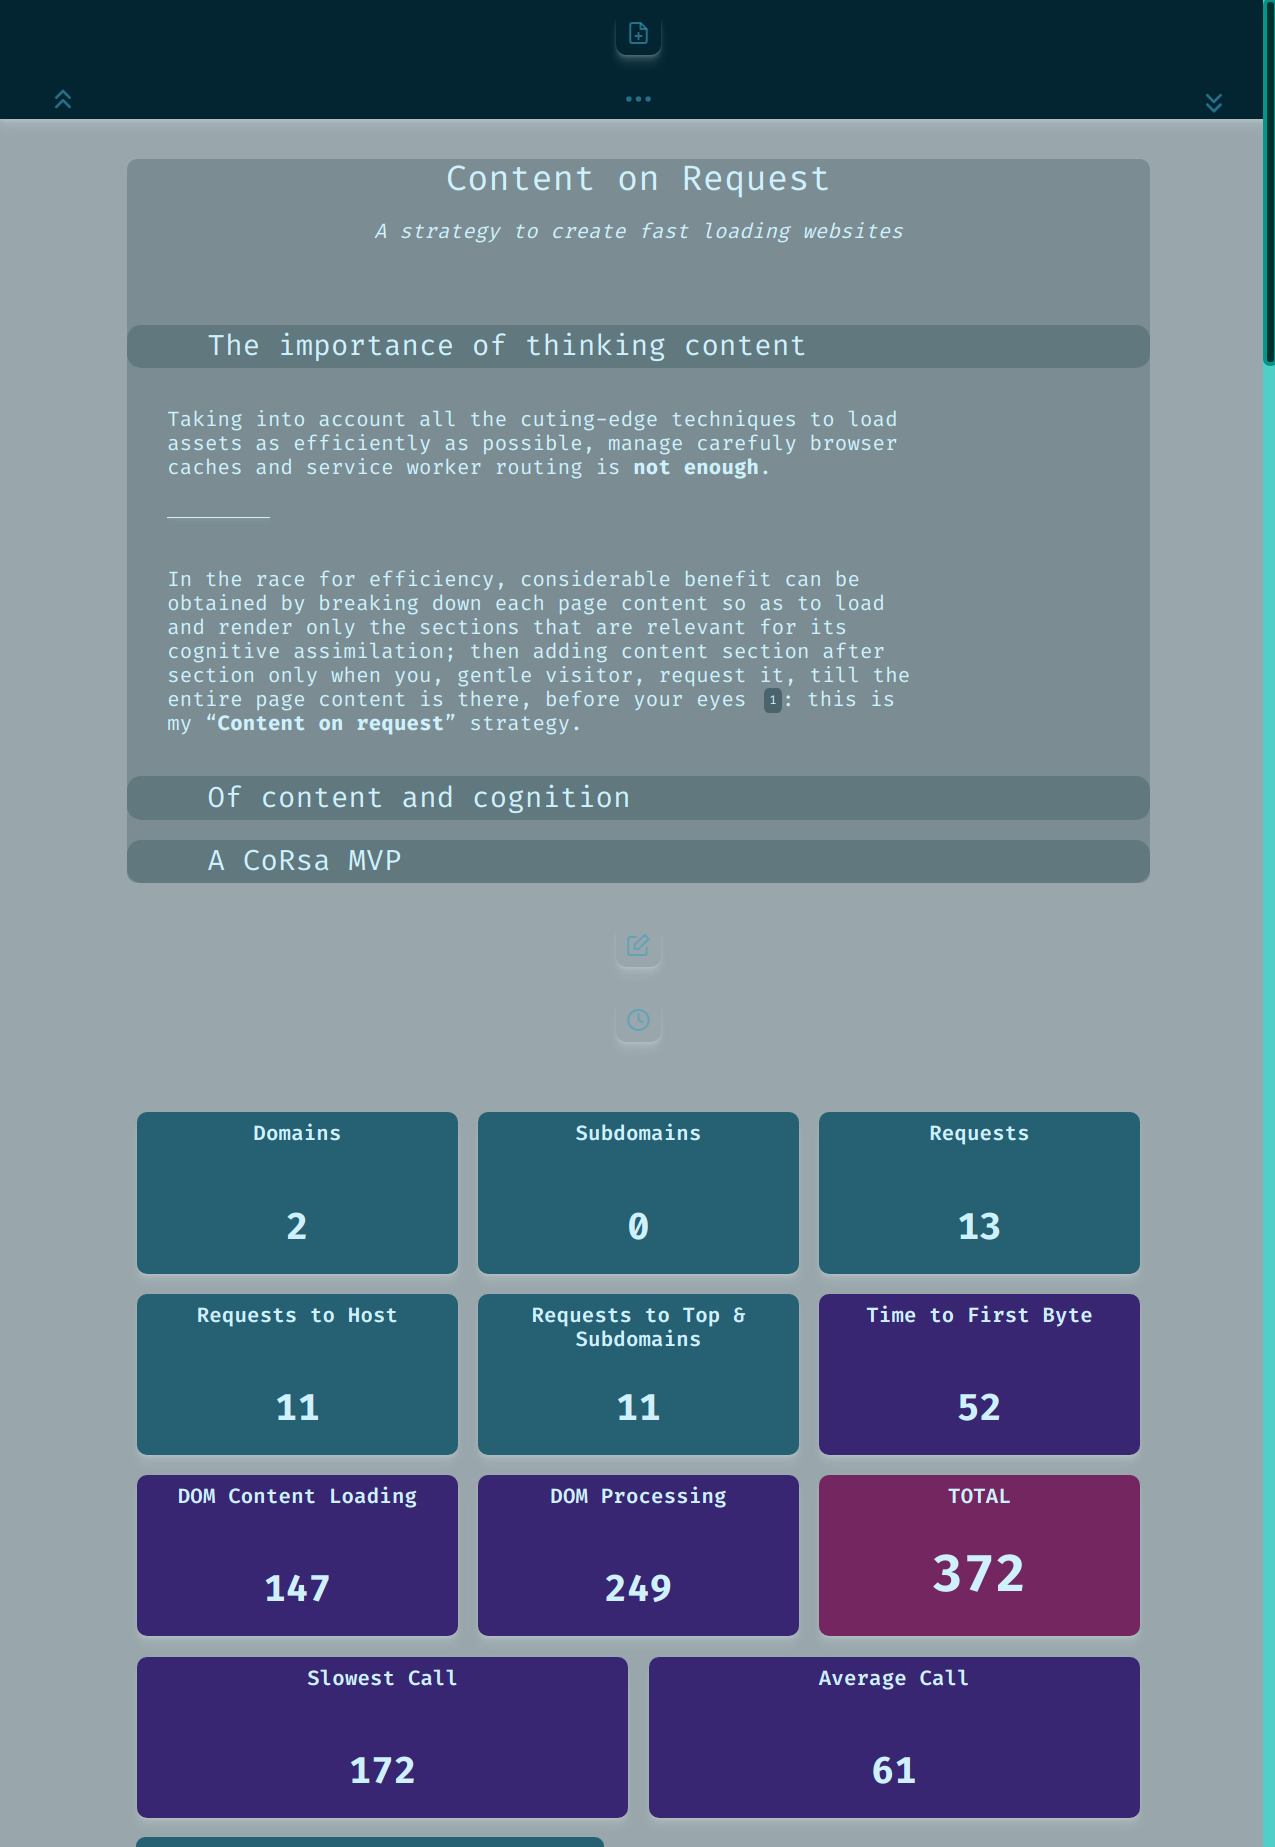 Content on Request
A strategy to create fast loading websites
The importance of thinking content
Taking into account all the cuting-edge techniques to load
assets as efficiently as possible, manage carefuly browser
caches and service worker routing is not enough.
In the race for efficiency, considerable benefit can be
obtained by breaking down each page content so as to load
and render only the sections that are relevant for its
cognitive assimilation; then adding content section after
section only when you, gentle visitor, request it, till the
entire page content is there, before your eyes 1: this is
my “Content on request” strategy.
Of content and cognition
A CoRsa MVP
Domains
2
Subdomains
0
Requests
13
Requests to Host
11
Requests to Top &
Subdomains
11
Time to First Byte
52
DOM Content Loading
147
DOM Processing
249
TOTAL
372
Slowest Call
172
Average Call
61